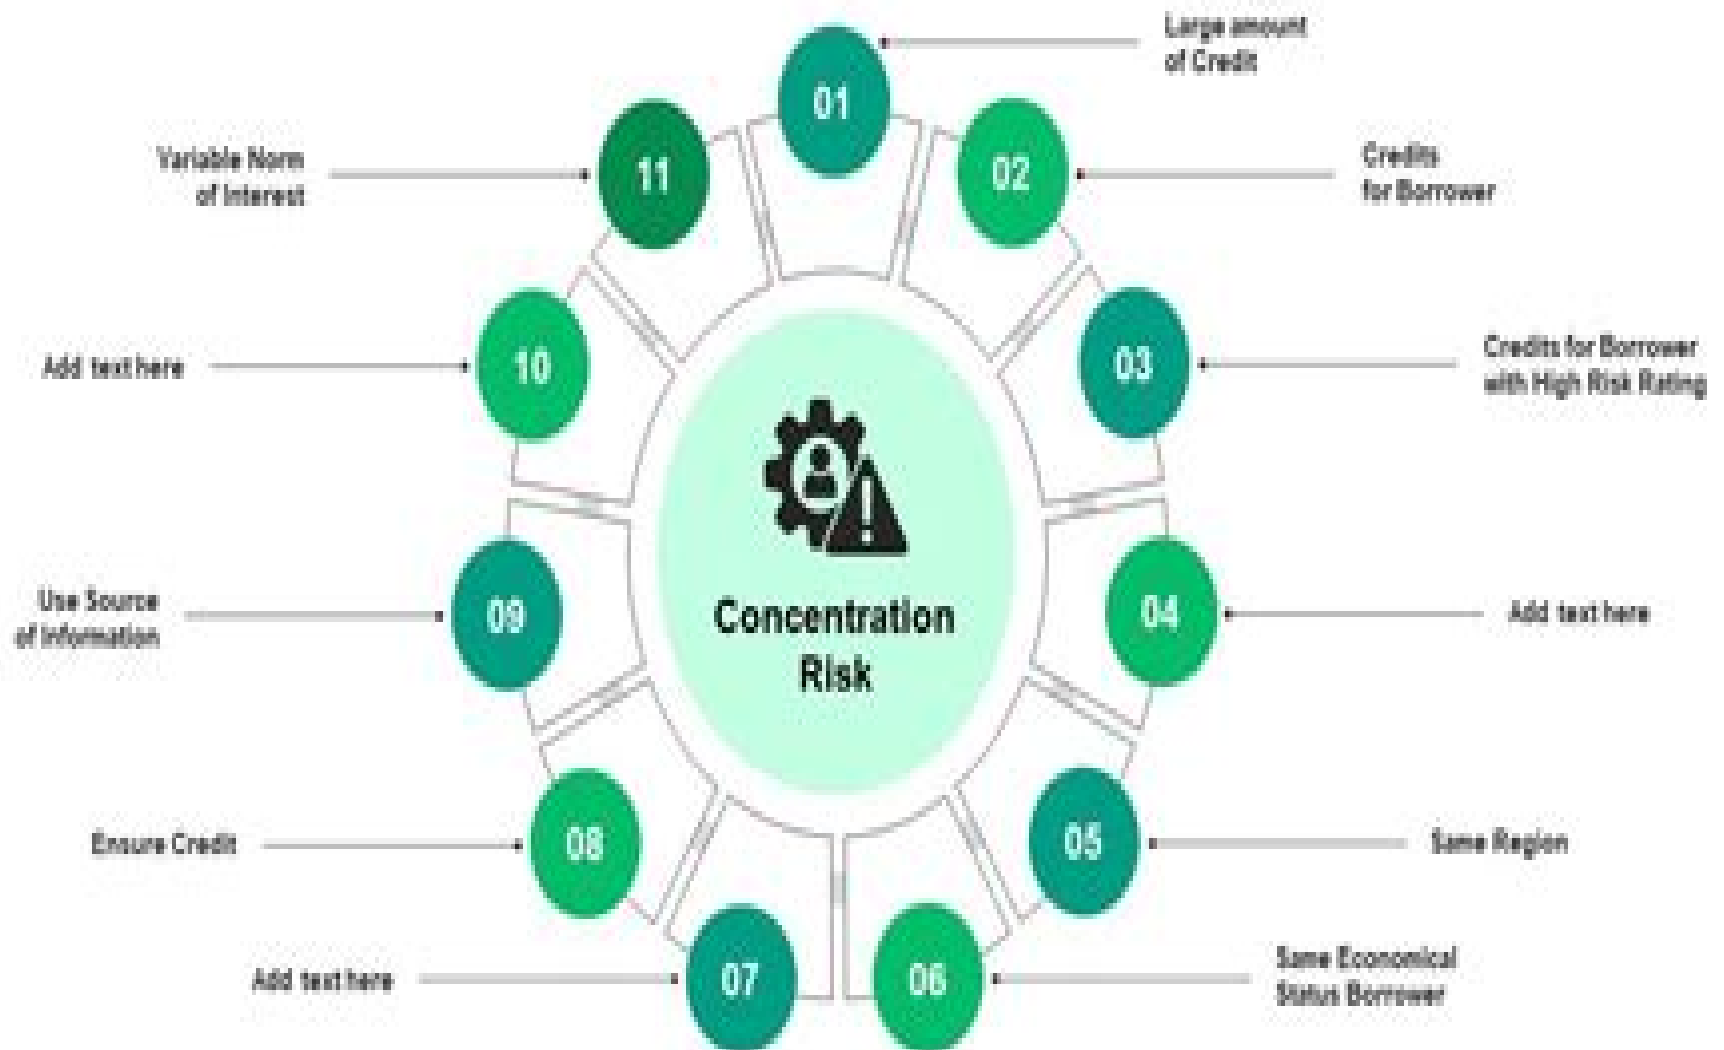 01
Large amount
of Credit
02
Credits
for Borrower
03
Credits for Borrower
with High Risk Rating
04
Add text here
05
Same Region
06
Same Economical
Status Borrower
07
Add text here
08
Ensure Credit
09
Use Source
of Information
10
Add text here
11
Variable Norm
of Interest
Concentration
Risk